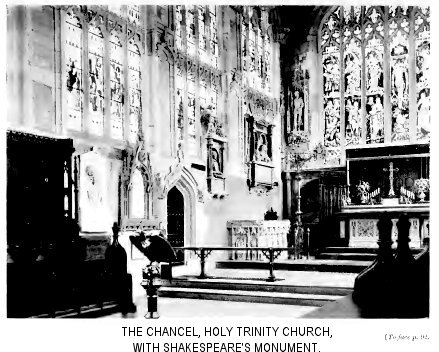 THE CHANCEL, HOLY TRINITY CHURCH,
WITH SHAKESPEARE'S MONUMENT.
[To face p.